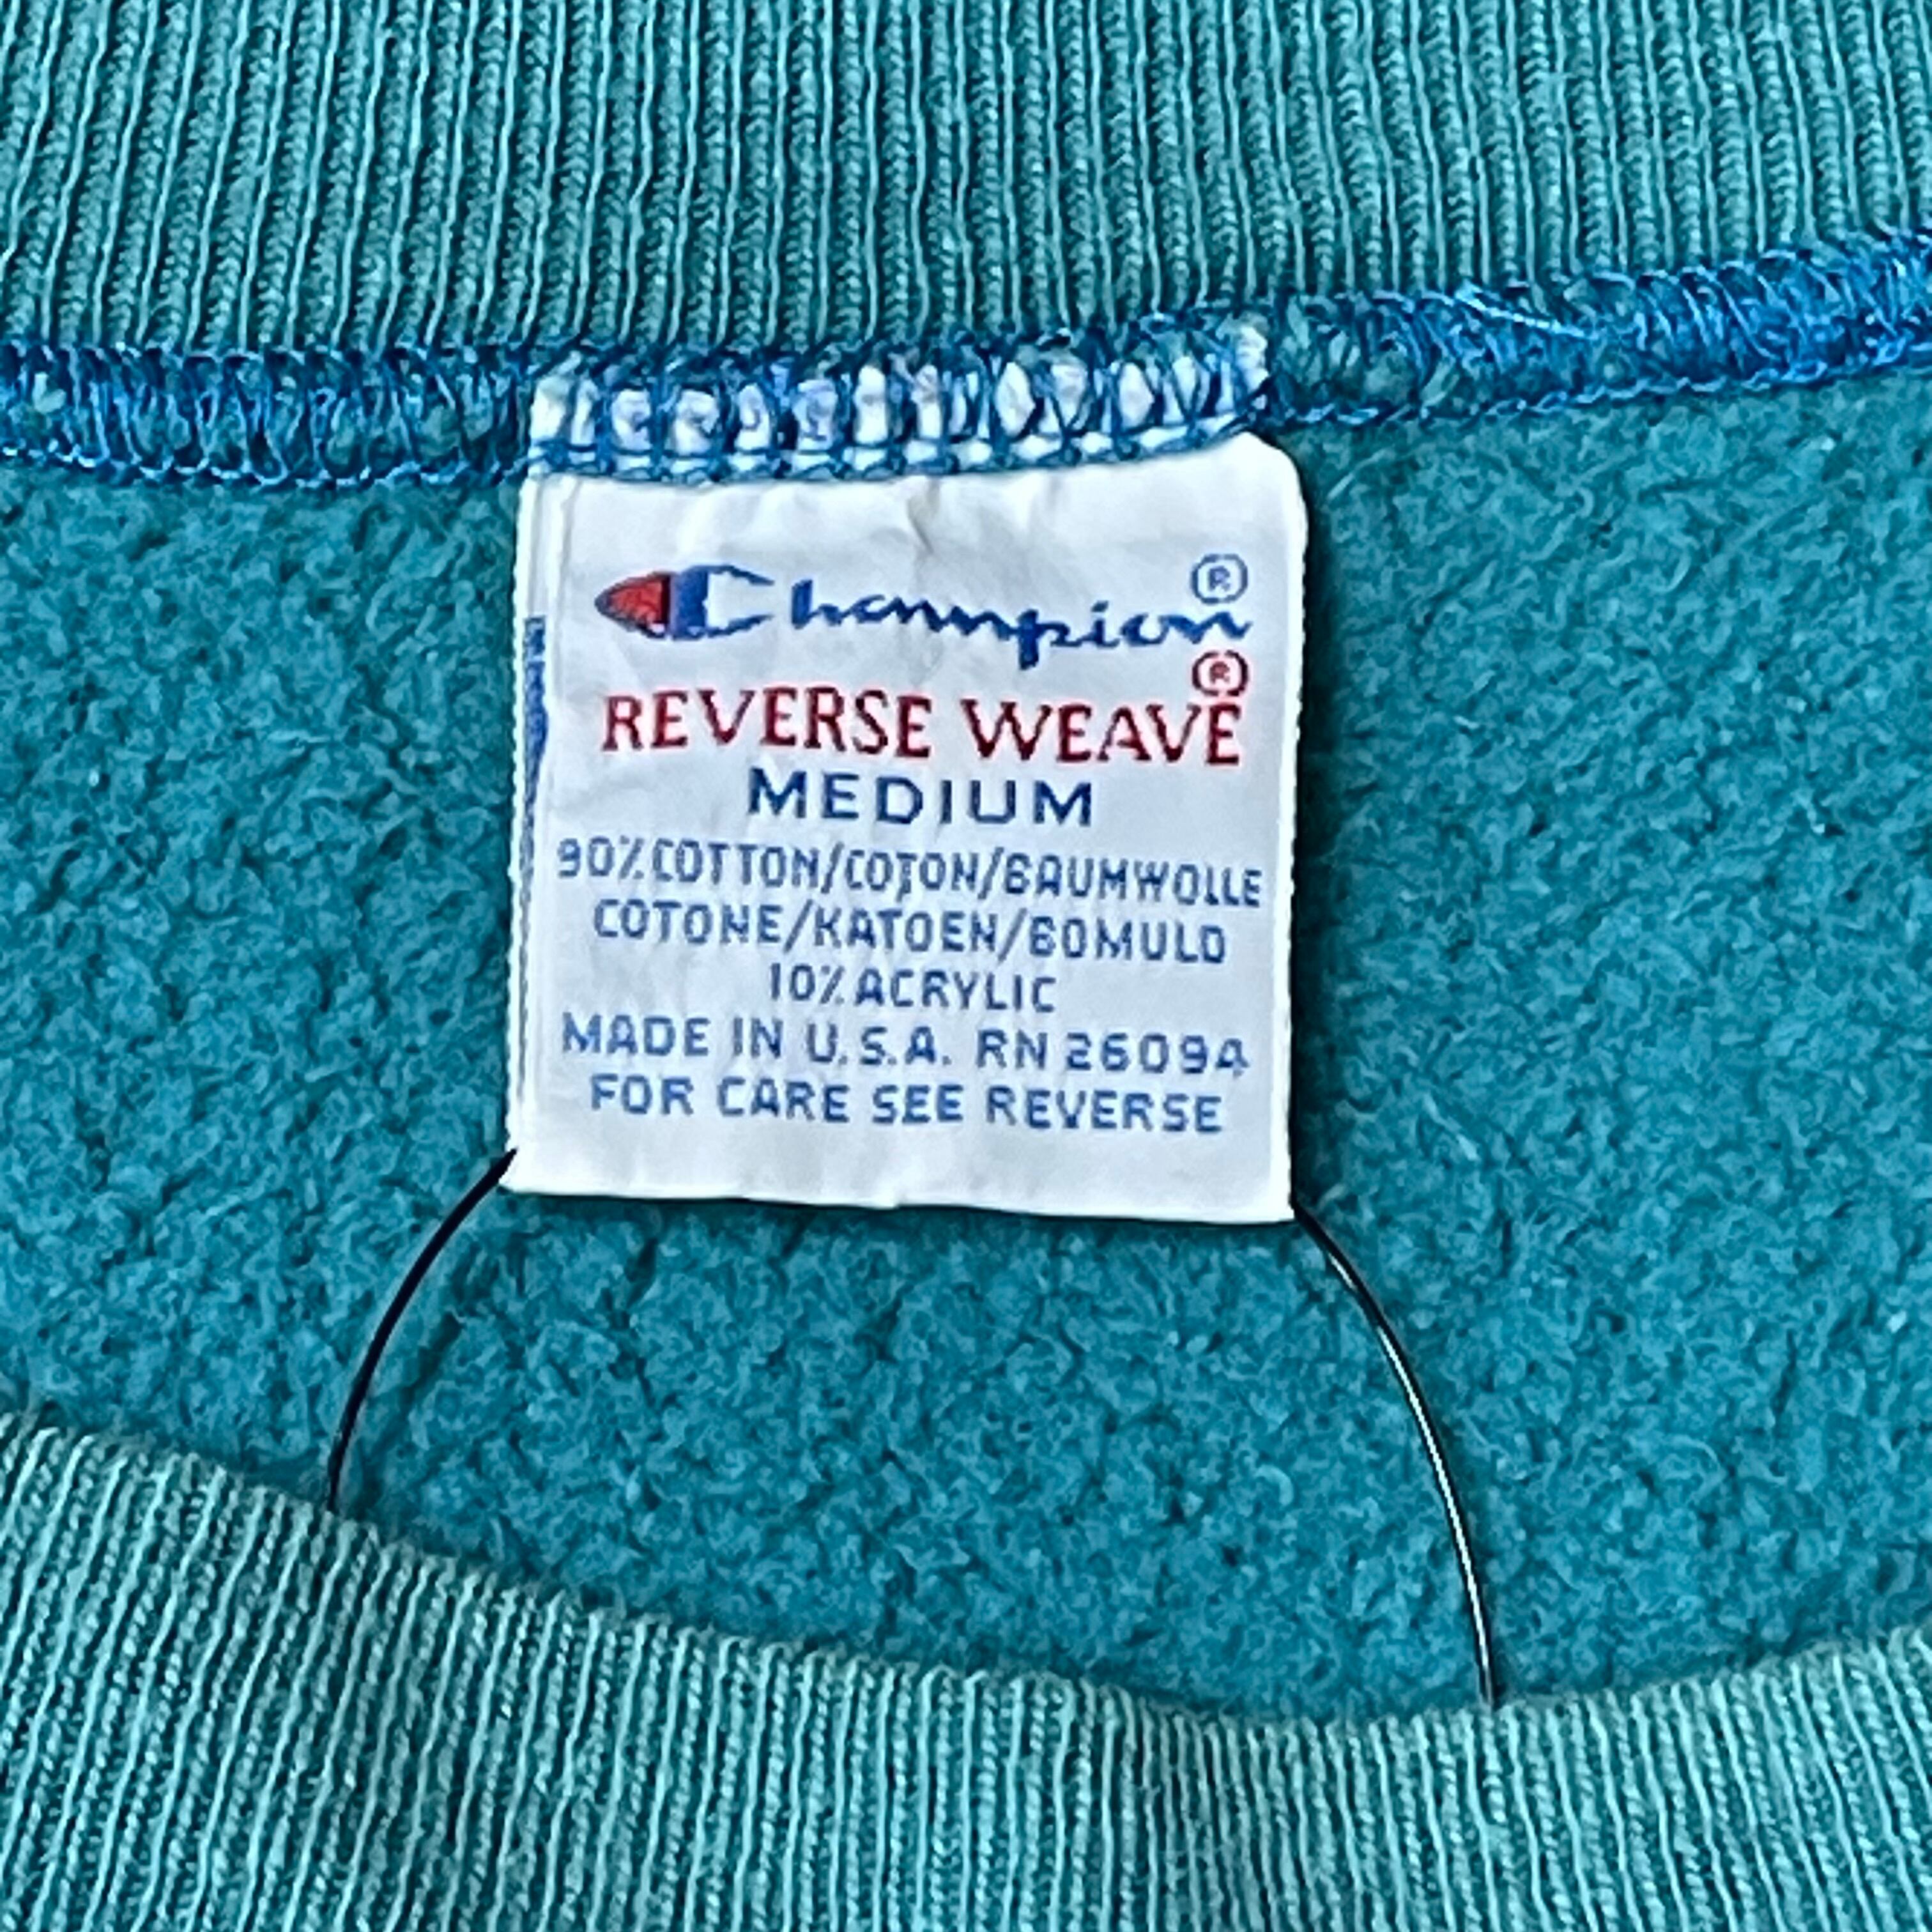 Champion®
REVERSE WEAVE®
MEDIUM
90% COTTON/COTON/BAUMWOLLE
COTONE/KATOEN/BOMULD
10% ACRYLIC
MADE IN U.S.A. RN 26094
FOR CARE SEE REVERSE